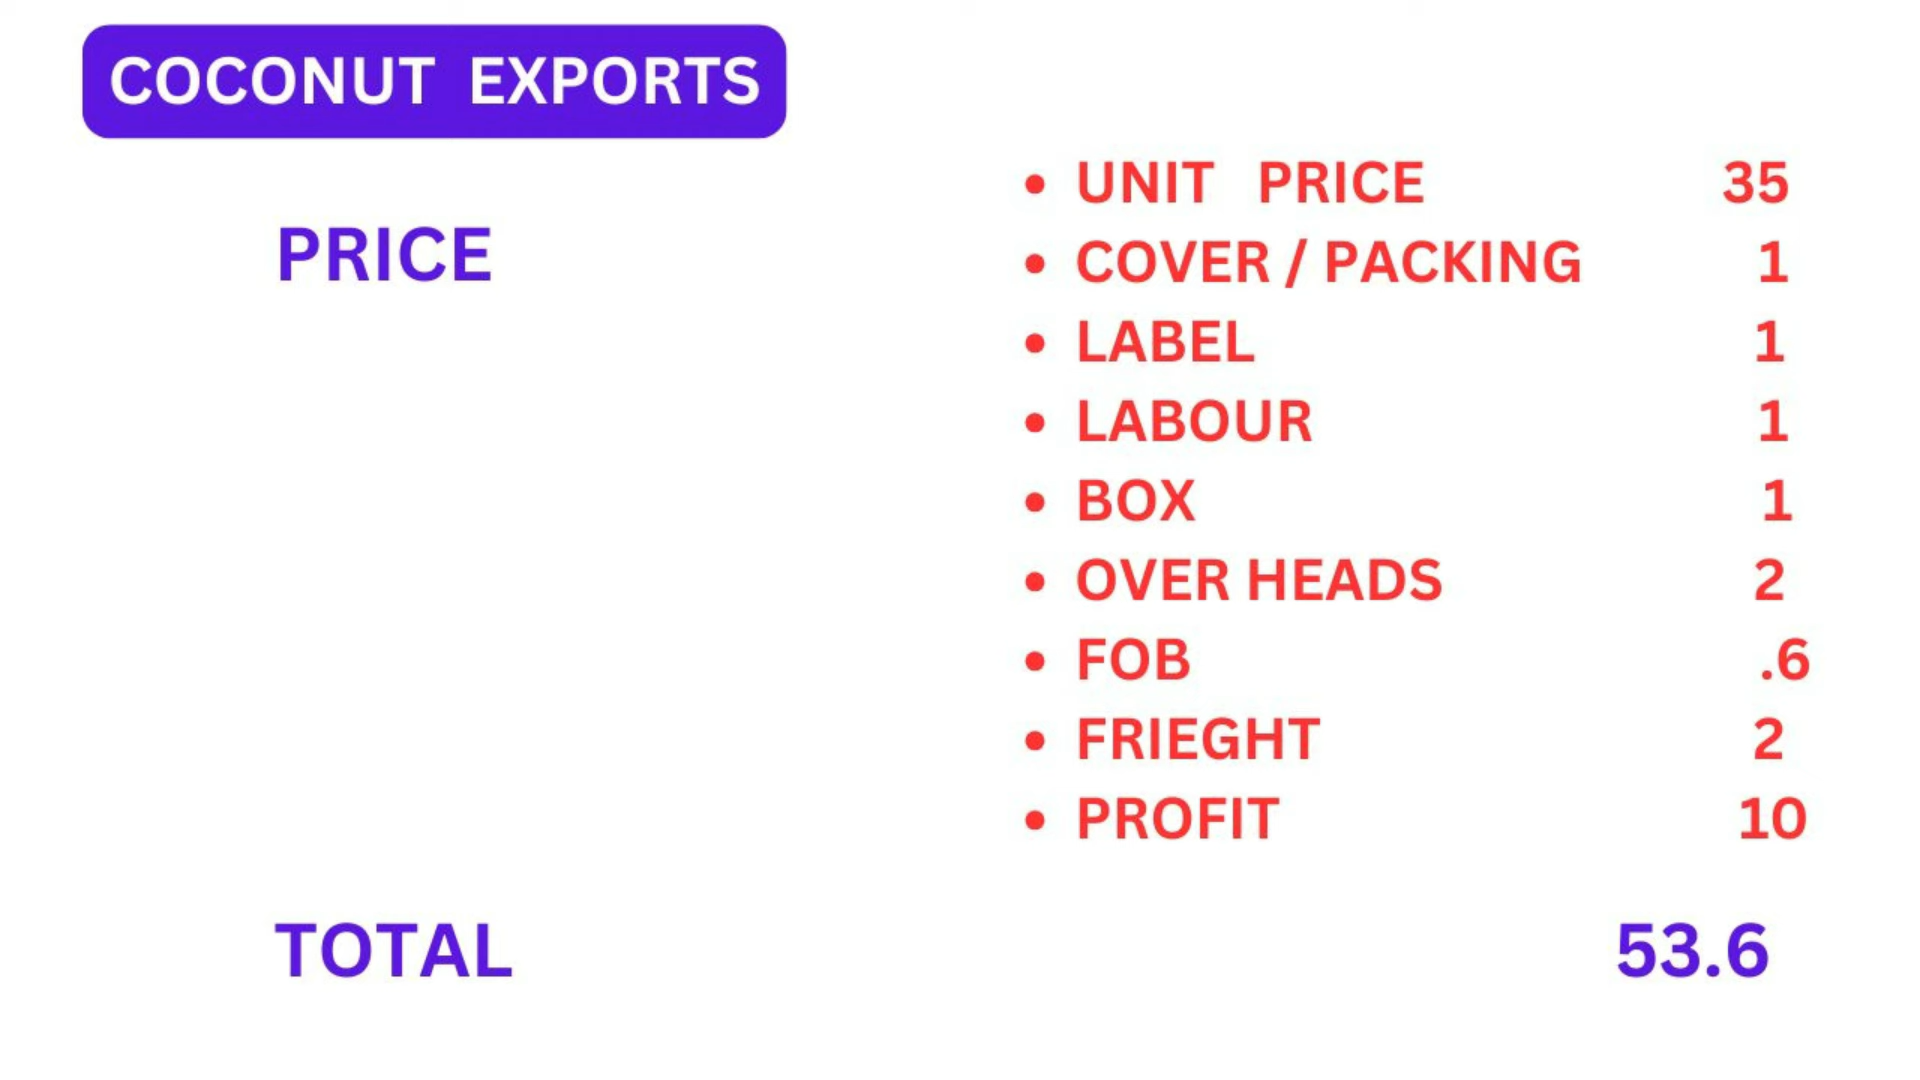 COCONUT EXPORTS
PRICE
• UNIT PRICE 35
• COVER / PACKING 1
• LABEL 1
• LABOUR 1
• BOX 1
• OVER HEADS 2
• FOB .6
• FRIEGHT 2
• PROFIT 10
TOTAL 53.6